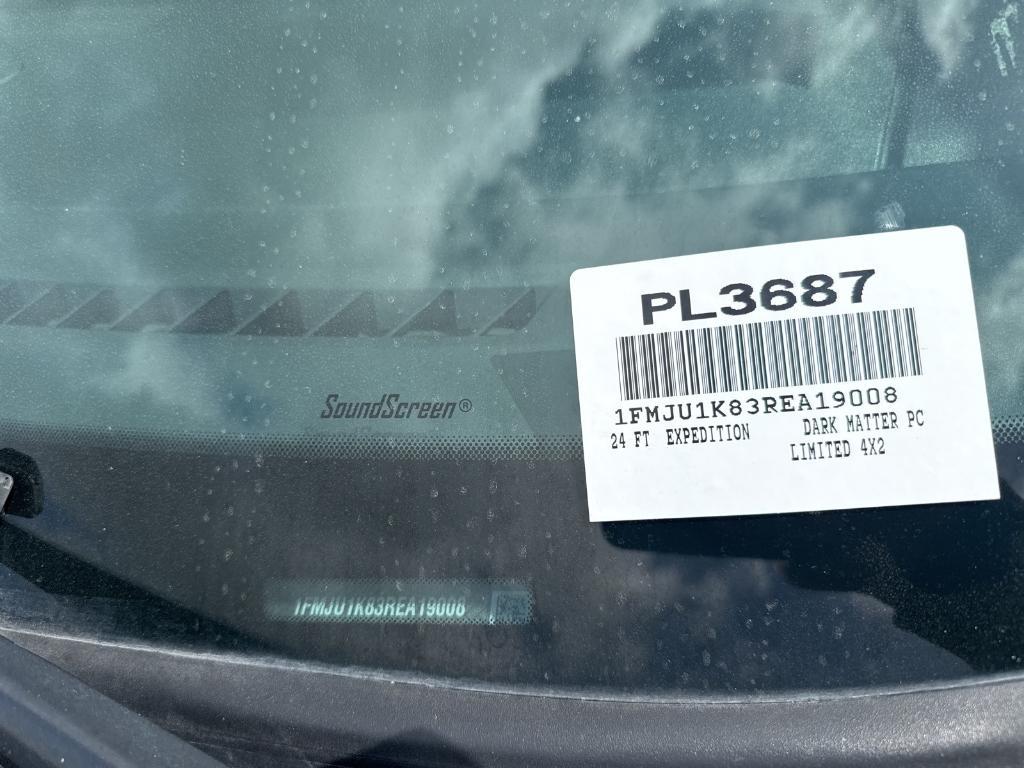 PL3687
1FMJU1K83REA19008
24 FT EXPEDITION DARK MATTER PC
LIMITED 4X2
SoundScreen®
1FMJU1K83REA19008